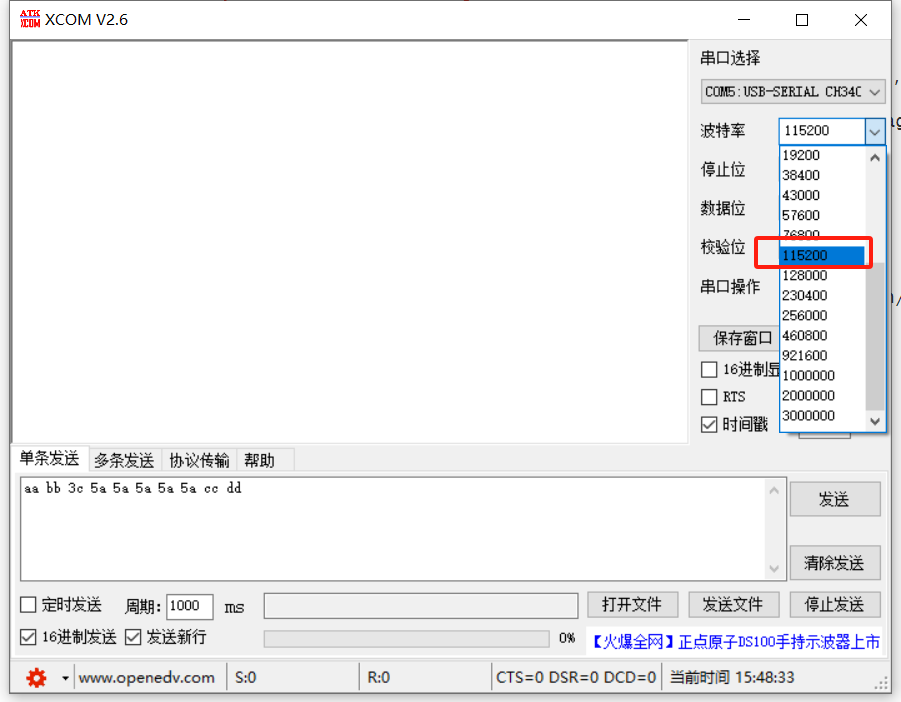 ATK
XCOM
XCOM V2.6
串口选择
COM5:USB-SERIAL CH340
波特率
115200
停止位
数据位
校验位
串口操作
19200
38400
43000
57600
76800
115200
128000
230400
256000
460800
921600
1000000
2000000
3000000
保存窗口
16进制显
RTS
时间戳
单条发送
多条发送
协议传输
帮助
aa bb 3c 5a 5a 5a 5a 5a cc dd
发送
清除发送
定时发送
周期:
1000
ms
打开文件
发送文件
停止发送
16进制发送
发送新行
0%
【火爆全网】正点原子DS100手持示波器上市
www.openedv.com
S:0
R:0
CTS=0 DSR=0 DCD=0
当前时间 15:48:33